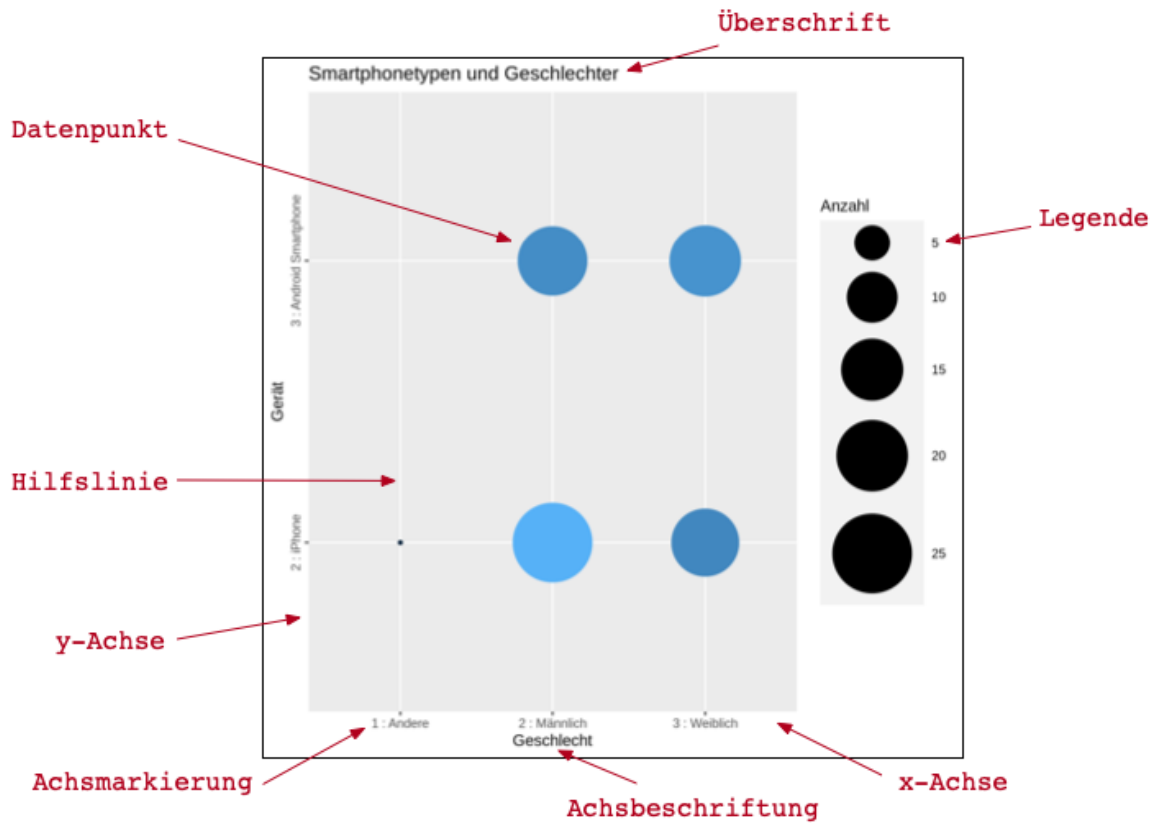 Überschrift
Smartphonetypen und Geschlechter
Datenpunkt
3 : Android Smartphone
Anzahl
Legende
5
10
15
20
25
Gerät
Hilfslinie
2 : iPhone
y-Achse
1 : Andere
2 : Männlich
3 : Weiblich
Geschlecht
Achsmarkierung
Achsbeschriftung
x-Achse